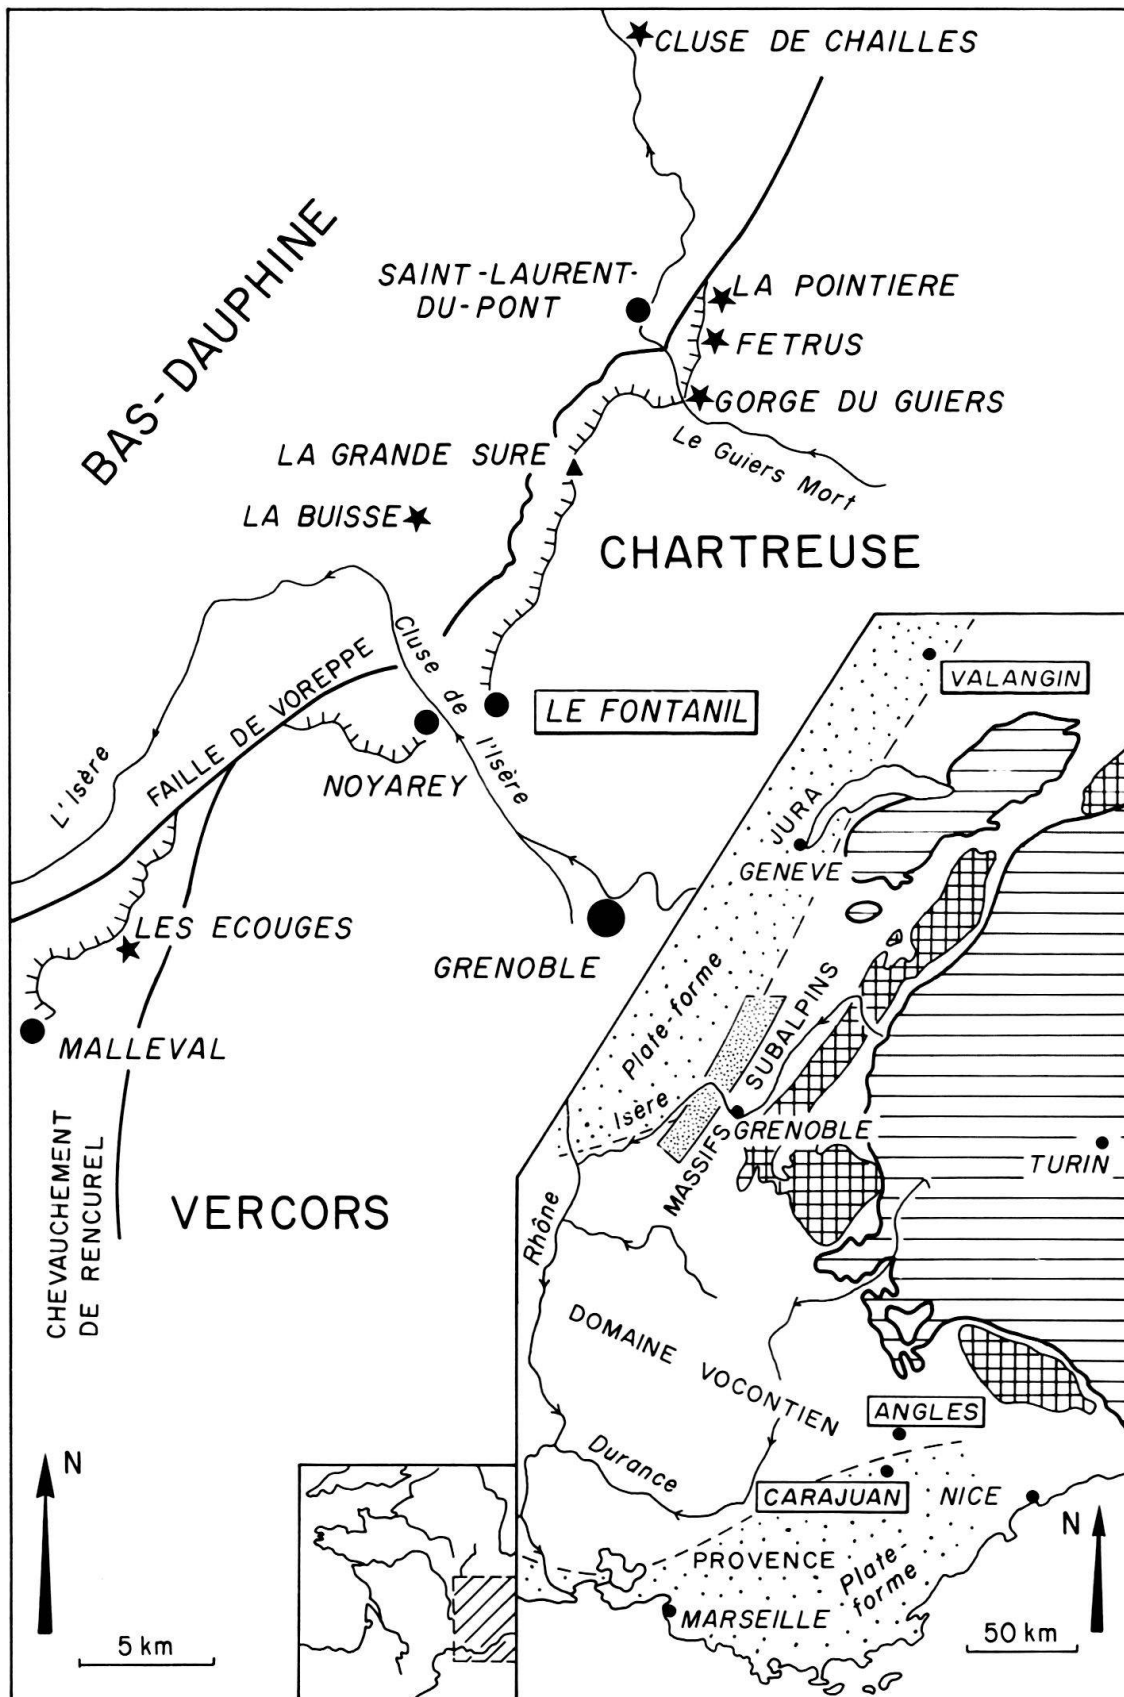 CLUSE DE CHAILLES
BAS-DAUPHINE
SAINT-LAURENT-
DU-PONT
LA POINTIERE
FETRUS
GORGE DU GUIERS
LA GRANDE SURE
Le Guiers Mort
LA BUISSE
CHARTREUSE
Cluse de l'Isère
L'Isère
FAILLE DE VOREPPE
LE FONTANIL
NOYAREY
LES ECOUGES
GRENOBLE
MALLEVAL
CHEVAUCHEMENT
DE RENCUREL
VERCORS
N
5 km
VALANGIN
JURA
GENEVE
Plate-forme
SUBALPINS
Isère
MASSIFS
GRENOBLE
TURIN
Rhône
DOMAINE VOCONTIEN
ANGLES
Durance
CARAJUAN
NICE
N
PROVENCE
Plate-
forme
MARSEILLE
50 km